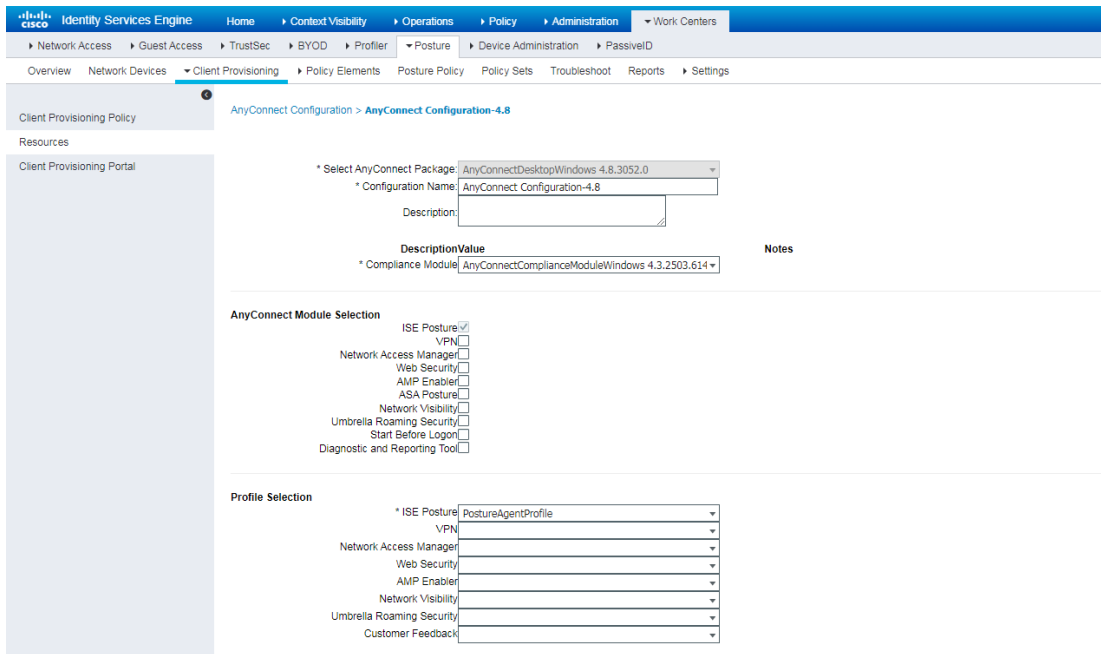 cisco Identity Services Engine Home Context Visibility Operations Policy Administration Work Centers
Network Access Guest Access TrustSec BYOD Profiler Posture Device Administration PassiveID
Overview Network Devices Client Provisioning Policy Elements Posture Policy Policy Sets Troubleshoot Reports Settings
Client Provisioning Policy
Resources
Client Provisioning Portal
AnyConnect Configuration > AnyConnect Configuration-4.8
* Select AnyConnect Package: AnyConnectDesktopWindows 4.8.3052.0
* Configuration Name: AnyConnect Configuration-4.8
Description:
DescriptionValue Notes
* Compliance Module AnyConnectComplianceModuleWindows 4.3.2503.614
AnyConnect Module Selection
ISE Posture
VPN
Network Access Manager
Web Security
AMP Enabler
ASA Posture
Network Visibility
Umbrella Roaming Security
Start Before Logon
Diagnostic and Reporting Tool
Profile Selection
* ISE Posture PostureAgentProfile
VPN
Network Access Manager
Web Security
AMP Enabler
Network Visibility
Umbrella Roaming Security
Customer Feedback